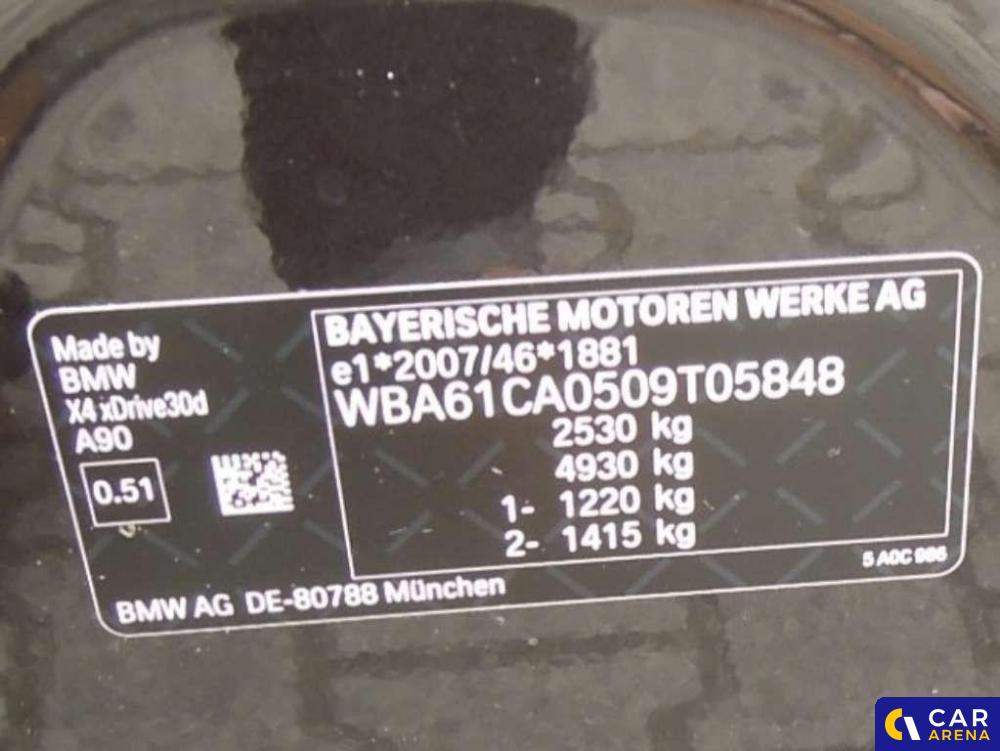 Made by
BMW
X4 xDrive30d
A90
0.51
BAYERISCHE MOTOREN WERKE AG
e1*2007/46*1881
WBA61CA0509T05848
2530 kg
4930 kg
1- 1220 kg
2- 1415 kg
5 A0C 986
BMW AG DE-80788 München
CAR
ARENA